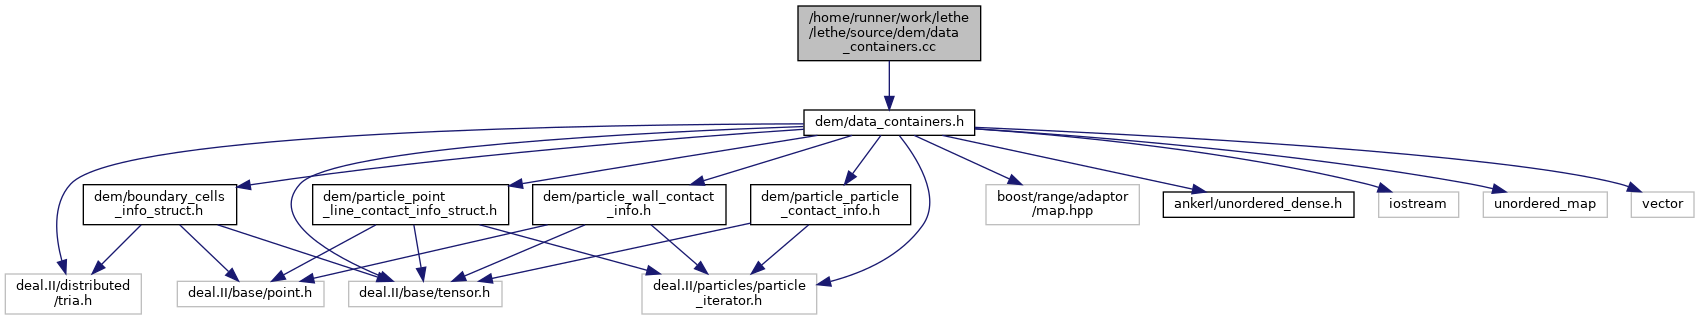 /home/runner/work/lethe
/lethe/source/dem/data
_containers.cc
dem/data_containers.h
dem/boundary_cells
_info_struct.h
dem/particle_point
_line_contact_info_struct.h
dem/particle_wall_contact
_info.h
dem/particle_particle
_contact_info.h
boost/range/adaptor
/map.hpp
ankerl/unordered_dense.h
iostream
unordered_map
vector
deal.II/distributed
/tria.h
deal.II/base/point.h
deal.II/base/tensor.h
deal.II/particles/particle
_iterator.h